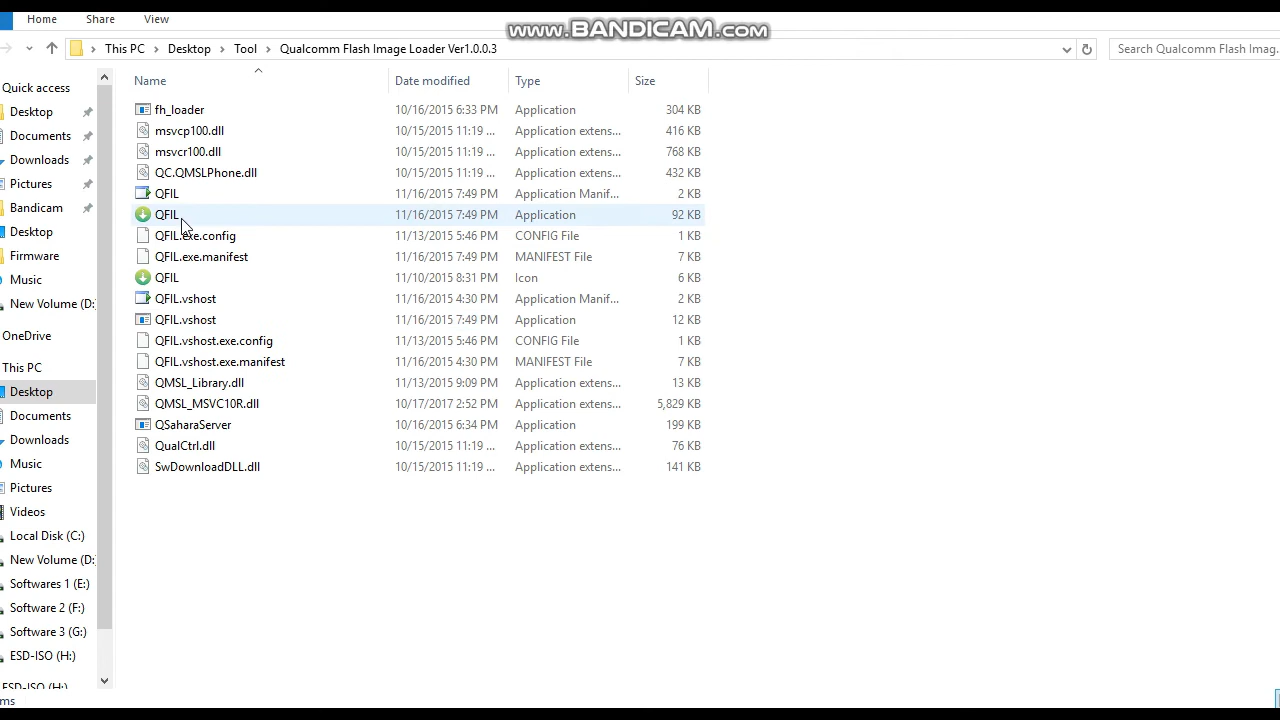 Home Share View
www.BANDICAM.com
This PC Desktop Tool Qualcomm Flash Image Loader Ver1.0.0.3 Search Qualcomm Flash Imag...
Name Date modified Type Size
fh_loader 10/16/2015 6:33 PM Application 304 KB
msvcp100.dll 10/15/2015 11:19 ... Application extens... 416 KB
msvcr100.dll 10/15/2015 11:19 ... Application extens... 768 KB
QC.QMSLPhone.dll 10/15/2015 11:19 ... Application extens... 432 KB
QFIL 11/16/2015 7:49 PM Application Manif... 2 KB
QFIL 11/16/2015 7:49 PM Application 92 KB
QFIL.exe.config 11/13/2015 5:46 PM CONFIG File 1 KB
QFIL.exe.manifest 11/16/2015 7:49 PM MANIFEST File 7 KB
QFIL 11/10/2015 8:31 PM Icon 6 KB
QFIL.vshost 11/16/2015 4:30 PM Application Manif... 2 KB
QFIL.vshost 11/16/2015 7:49 PM Application 12 KB
QFIL.vshost.exe.config 11/13/2015 5:46 PM CONFIG File 1 KB
QFIL.vshost.exe.manifest 11/16/2015 4:30 PM MANIFEST File 7 KB
QMSL_Library.dll 11/13/2015 9:09 PM Application extens... 13 KB
QMSL_MSVC10R.dll 10/17/2017 2:52 PM Application extens... 5,829 KB
QSaharaServer 10/16/2015 6:34 PM Application 199 KB
QualCtrl.dll 10/15/2015 11:19 ... Application extens... 76 KB
SwDownloadDLL.dll 10/15/2015 11:19 ... Application extens... 141 KB
Quick access
Desktop
Documents
Downloads
Pictures
Bandicam
Desktop
Firmware
Music
New Volume (D:)
OneDrive
This PC
Desktop
Documents
Downloads
Music
Pictures
Videos
Local Disk (C:)
New Volume (D:
Softwares 1 (E:)
Software 2 (F:)
Software 3 (G:)
ESD-ISO (H:)
ESD-ISO (H:)
ms